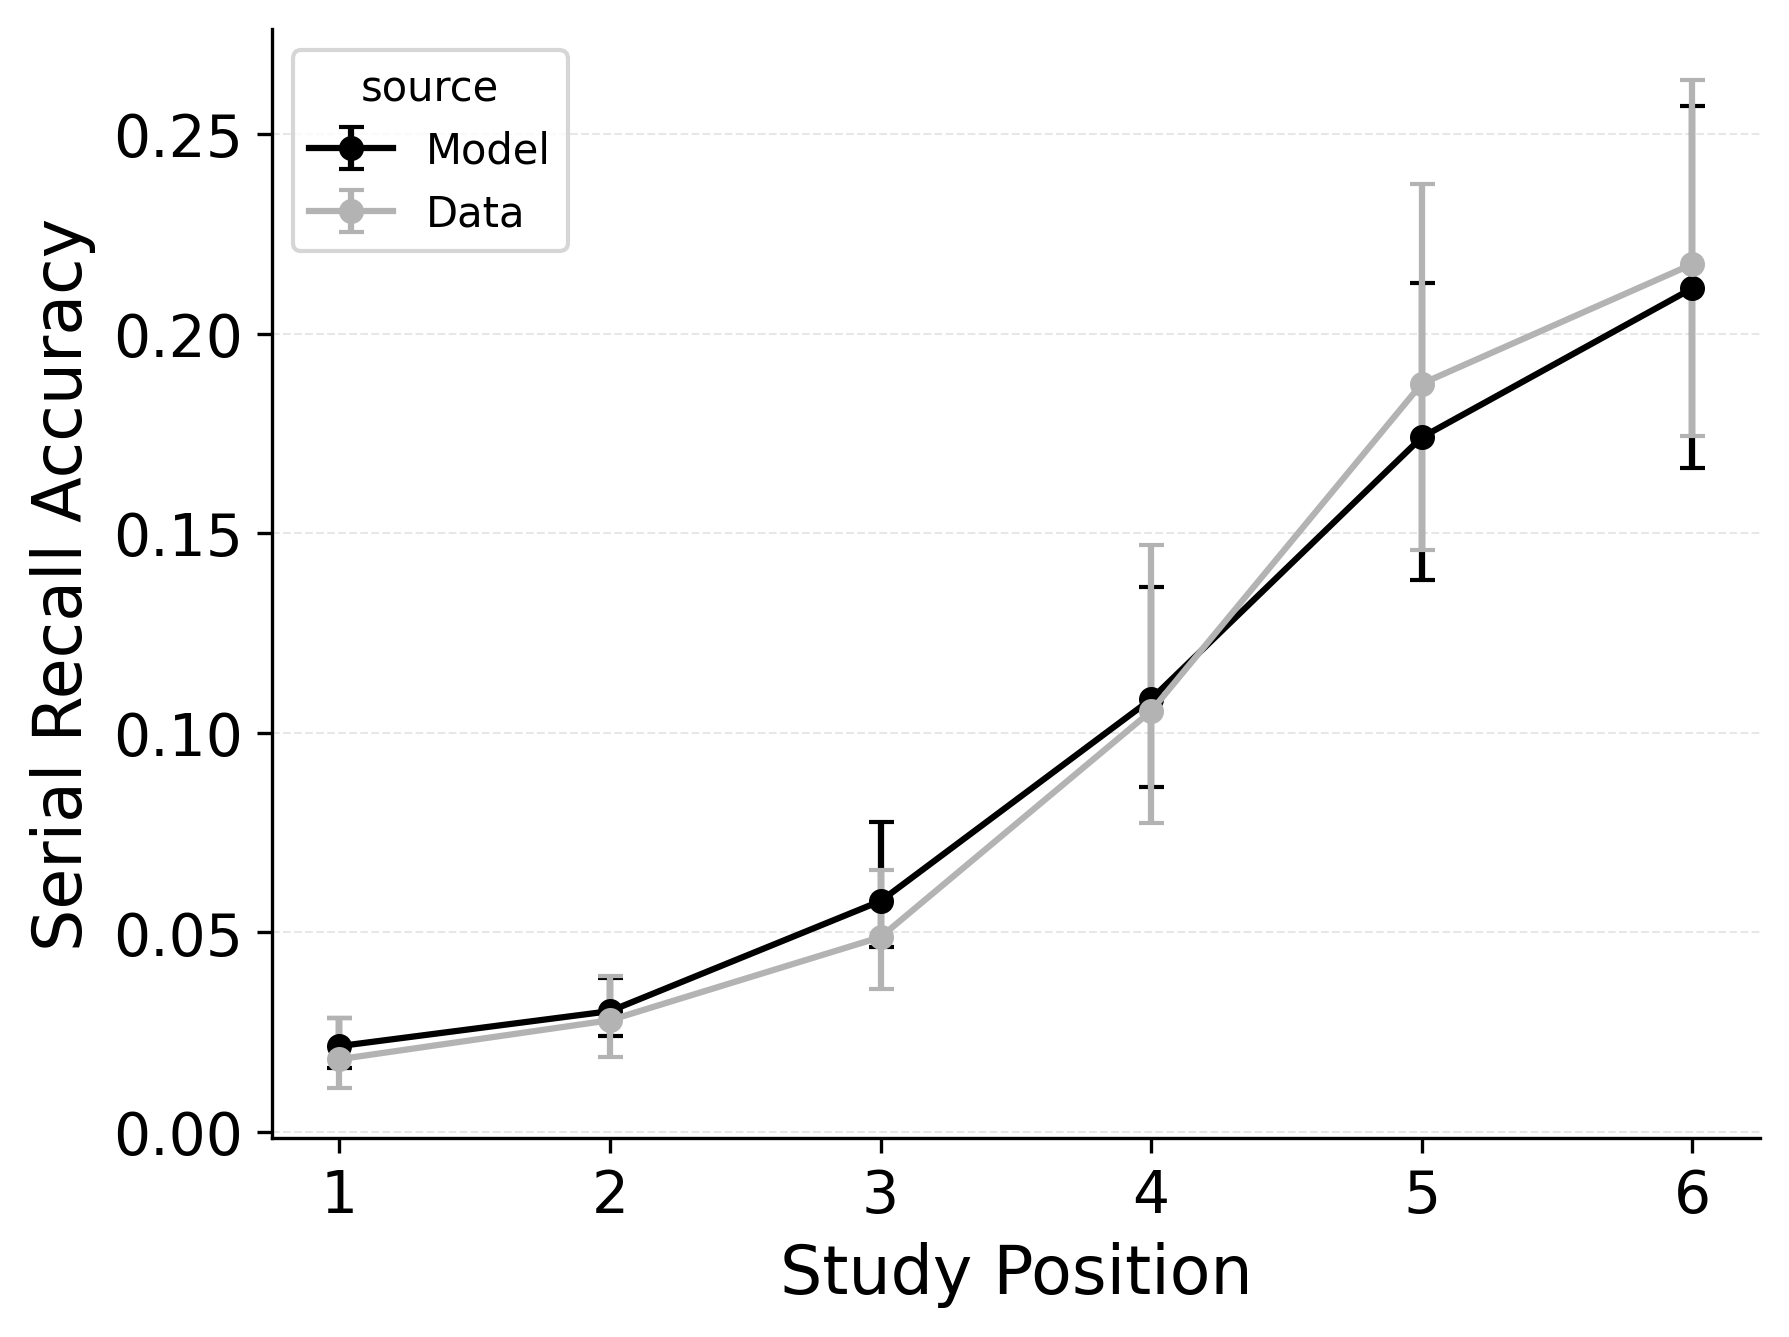 source
Model
Data
0.25
0.20
0.15
0.10
0.05
0.00
Serial Recall Accuracy
1 2 3 4 5 6
Study Position